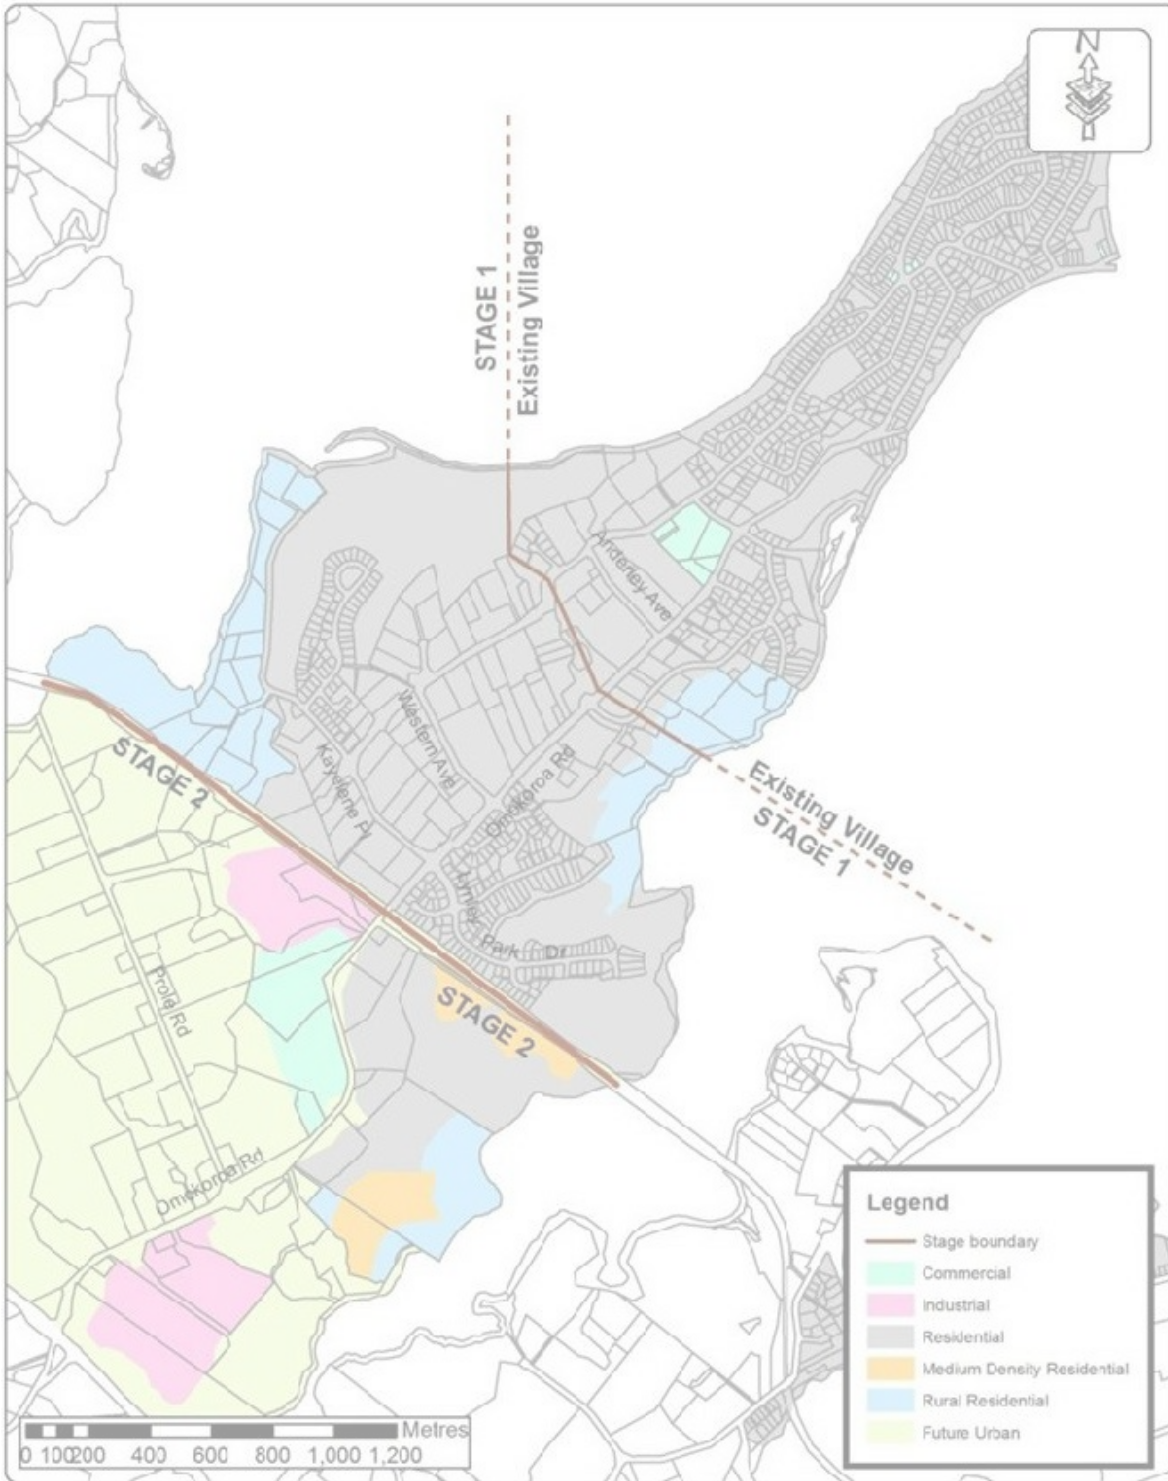 N
STAGE 1
Existing Village
Anderley Ave
Western Ave
Kayelene Pl
Omokoroa Rd
Lynley Park Dr
STAGE 2
Existing Village
STAGE 1
Prole Rd
STAGE 2
Omokoroa Rd
Legend
Stage boundary
Commercial
Industrial
Residential
Medium Density Residential
Rural Residential
Future Urban
Metres
0 100 200 400 600 800 1,000 1,200